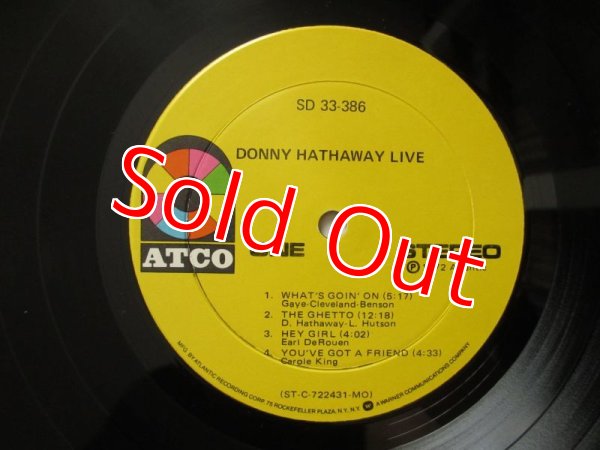 SD 33-386
DONNY HATHAWAY LIVE
Sold Out
ATCO
STEREO
1. WHAT'S GOIN' ON (5:17)
Gaye-Cleveland-Benson
2. THE GHETTO (12:18)
D. Hathaway-L. Hutson
3. HEY GIRL (4:02)
Earl DeRouen
4. YOU'VE GOT A FRIEND (4:33)
Carole King
(ST-C-722431-MO)
MFG. BY ATLANTIC RECORDING CORP. 75 ROCKEFELLER PLAZA, N.Y. N.Y. A WARNER COMMUNICATIONS COMPANY